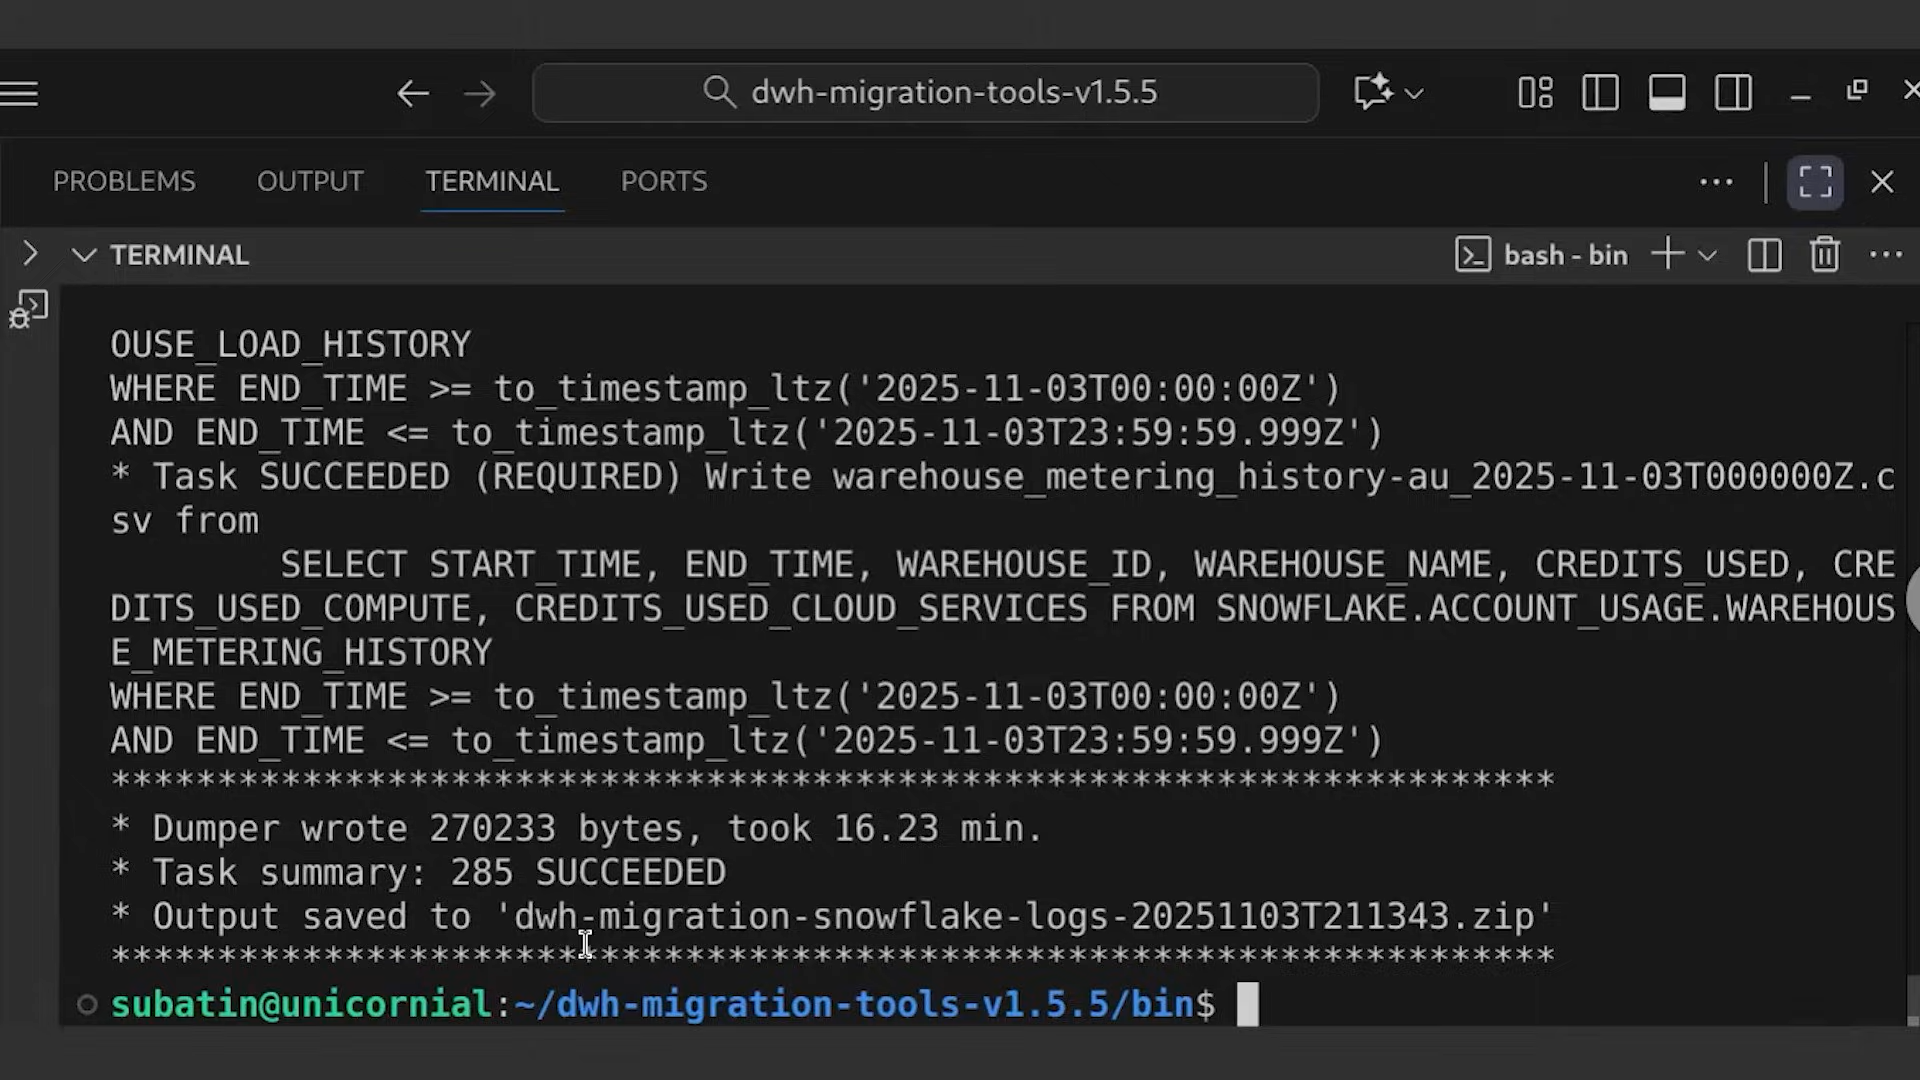 dwh-migration-tools-v1.5.5
PROBLEMS OUTPUT TERMINAL PORTS
TERMINAL
bash - bin
OUSE_LOAD_HISTORY
WHERE END_TIME >= to_timestamp_ltz('2025-11-03T00:00:00Z')
AND END_TIME <= to_timestamp_ltz('2025-11-03T23:59:59.999Z')
* Task SUCCEEDED (REQUIRED) Write warehouse_metering_history-au_2025-11-03T000000Z.c
sv from
SELECT START_TIME, END_TIME, WAREHOUSE_ID, WAREHOUSE_NAME, CREDITS_USED, CRE
DITS_USED_COMPUTE, CREDITS_USED_CLOUD_SERVICES FROM SNOWFLAKE.ACCOUNT_USAGE.WAREHOUS
E_METERING_HISTORY
WHERE END_TIME >= to_timestamp_ltz('2025-11-03T00:00:00Z')
AND END_TIME <= to_timestamp_ltz('2025-11-03T23:59:59.999Z')
********************************************************************
* Dumper wrote 270233 bytes, took 16.23 min.
* Task summary: 285 SUCCEEDED
* Output saved to 'dwh-migration-snowflake-logs-20251103T211343.zip'
********************************************************************
subatin@unicornial:~/dwh-migration-tools-v1.5.5/bin$